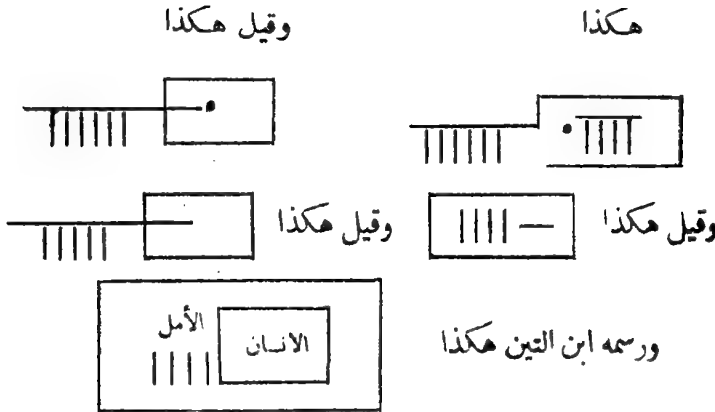 هكذا
وقيل هكذا
وقيل هكذا
وقيل هكذا
ورسمه ابن التين هكذا
الانسان
الأمل